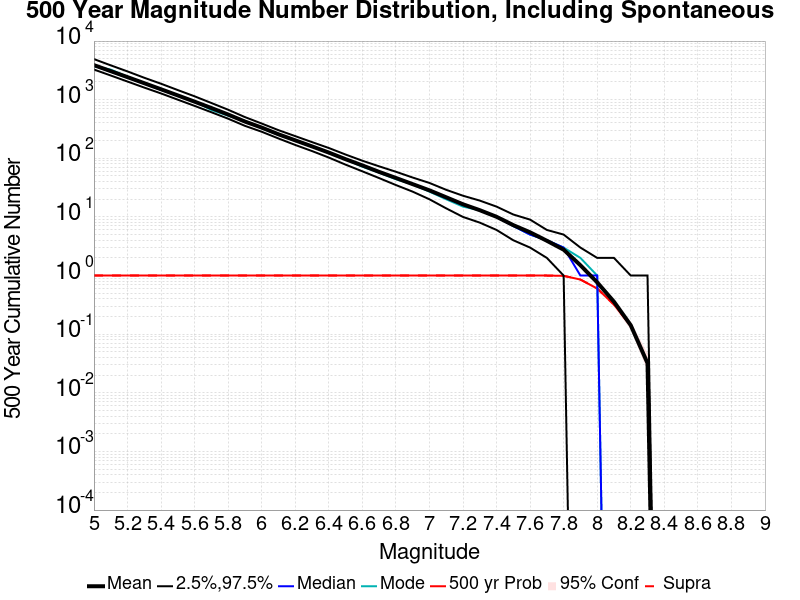 500 Year Magnitude Number Distribution, Including Spontaneous
10^4
10^3
10^2
10^1
10^0
10^-1
10^-2
10^-3
10^-4
500 Year Cumulative Number
5 5.2 5.4 5.6 5.8 6 6.2 6.4 6.6 6.8 7 7.2 7.4 7.6 7.8 8 8.2 8.4 8.6 8.8 9
Magnitude
Mean 2.5%,97.5% Median Mode 500 yr Prob 95% Conf Supra